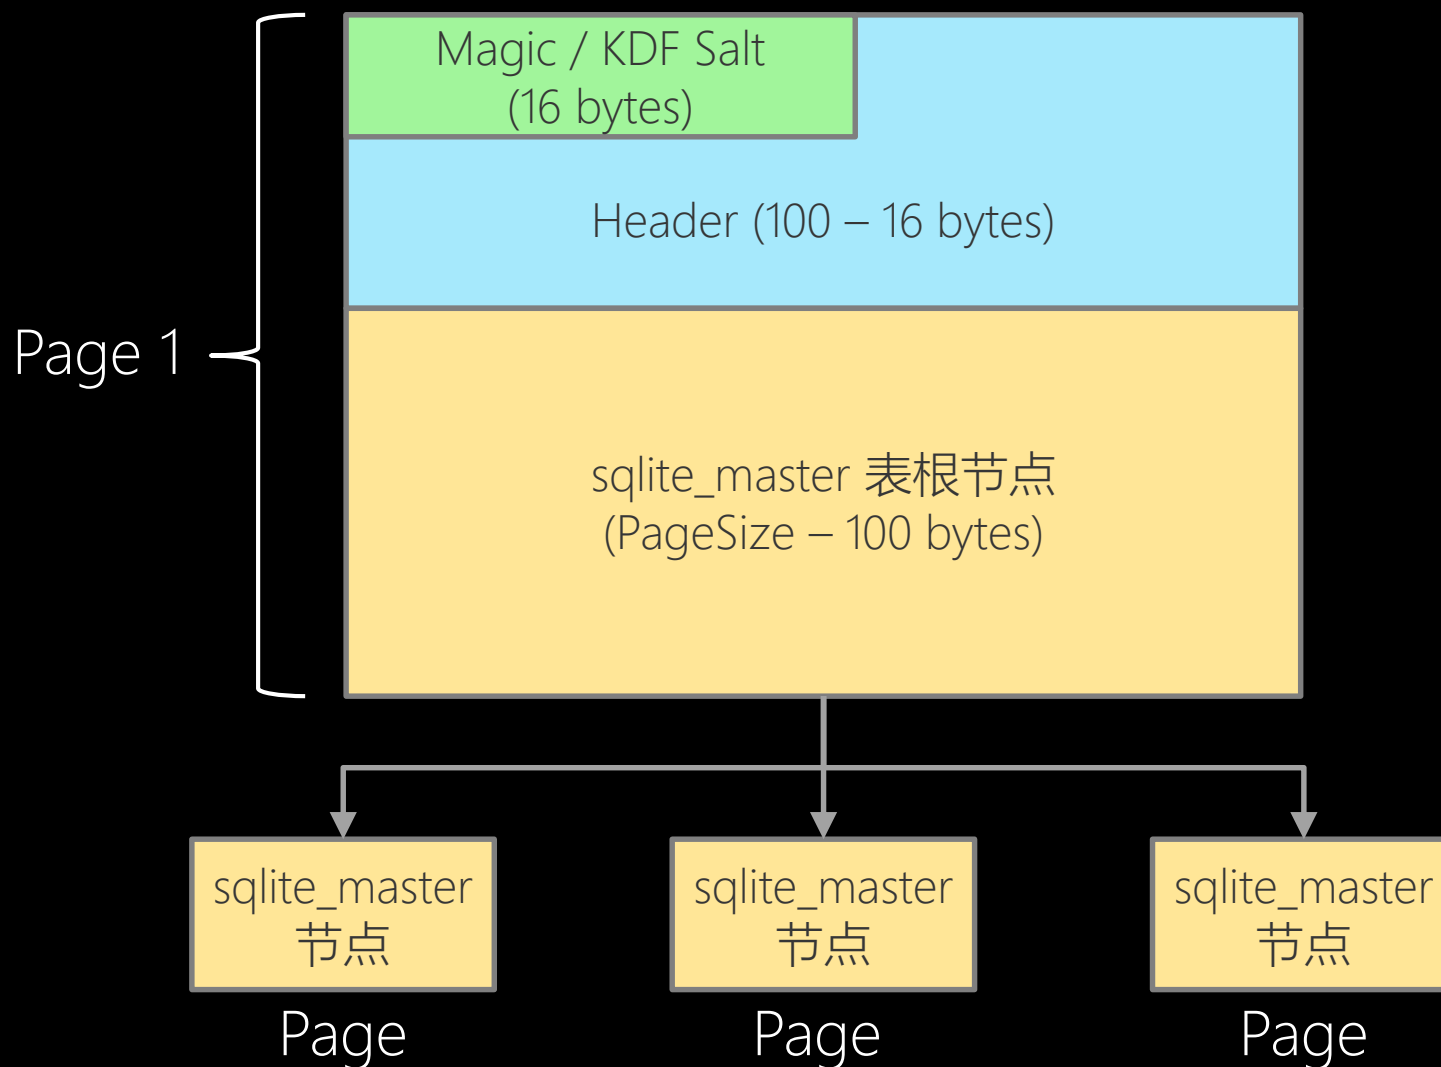 Magic / KDF Salt
(16 bytes)
Header (100 – 16 bytes)
Page 1
sqlite_master 表根节点
(PageSize – 100 bytes)
sqlite_master
节点
sqlite_master
节点
sqlite_master
节点
Page
Page
Page